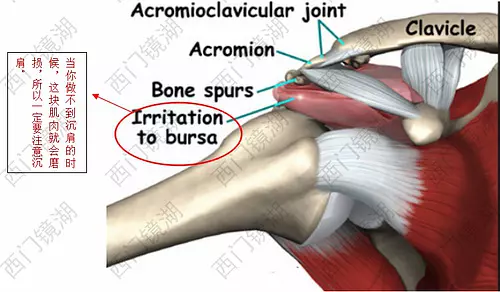 Acromioclavicular joint
Clavicle
Acromion
Bone spurs
Irritation
to bursa
当你做不到沉肩的时
候，这块肌肉就会磨
损，所以一定要注意沉
肩。
西门镜湖